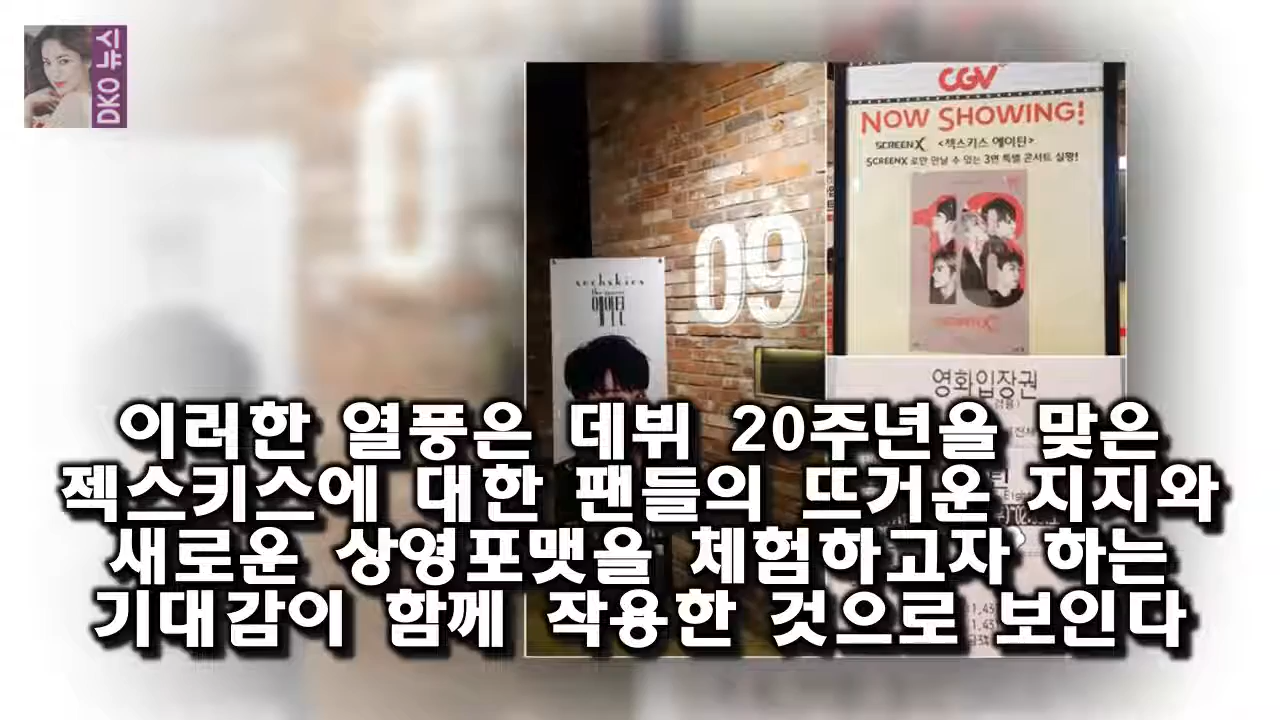 DKO 뉴스
CGV
NOW SHOWING!
SCREENX <젝스키스 에이틴>
SCREENX 로만 만날 수 있는 3면 특별 콘서트 실황!
09
sechskies
에이틴
18
SCREENX
영화입장권
이러한 열풍은 데뷔 20주년을 맞은
젝스키스에 대한 팬들의 뜨거운 지지와
새로운 상영포맷을 체험하고자 하는
기대감이 함께 작용한 것으로 보인다